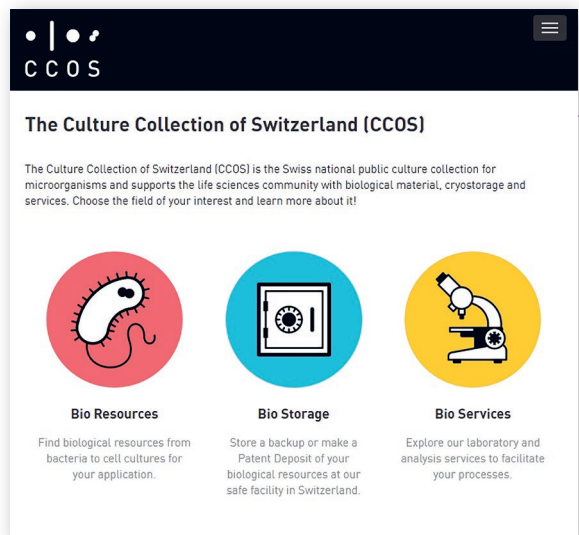 CCOS
The Culture Collection of Switzerland (CCOS)
The Culture Collection of Switzerland (CCOS) is the Swiss national public culture collection for
microorganisms and supports the life sciences community with biological material, cryostorage and
services. Choose the field of your interest and learn more about it!
Bio Resources
Find biological resources from
bacteria to cell cultures for
your application.
Bio Storage
Store a backup or make a
Patent Deposit of your
biological resources at our
safe facility in Switzerland.
Bio Services
Explore our laboratory and
analysis services to facilitate
your processes.